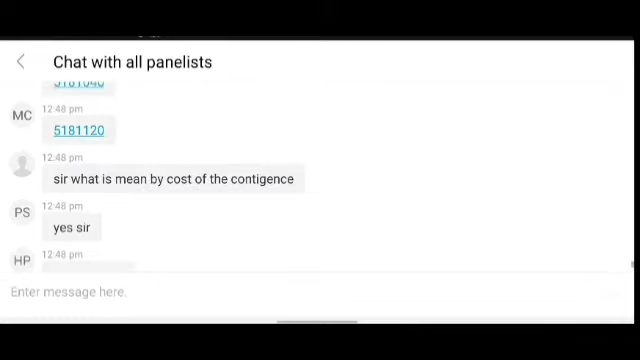 Chat with all panelists
5181040
12:48 pm
MC
5181120
12:48 pm
sir what is mean by cost of the contigence
12:48 pm
PS
yes sir
12:48 pm
HP
Enter message here.